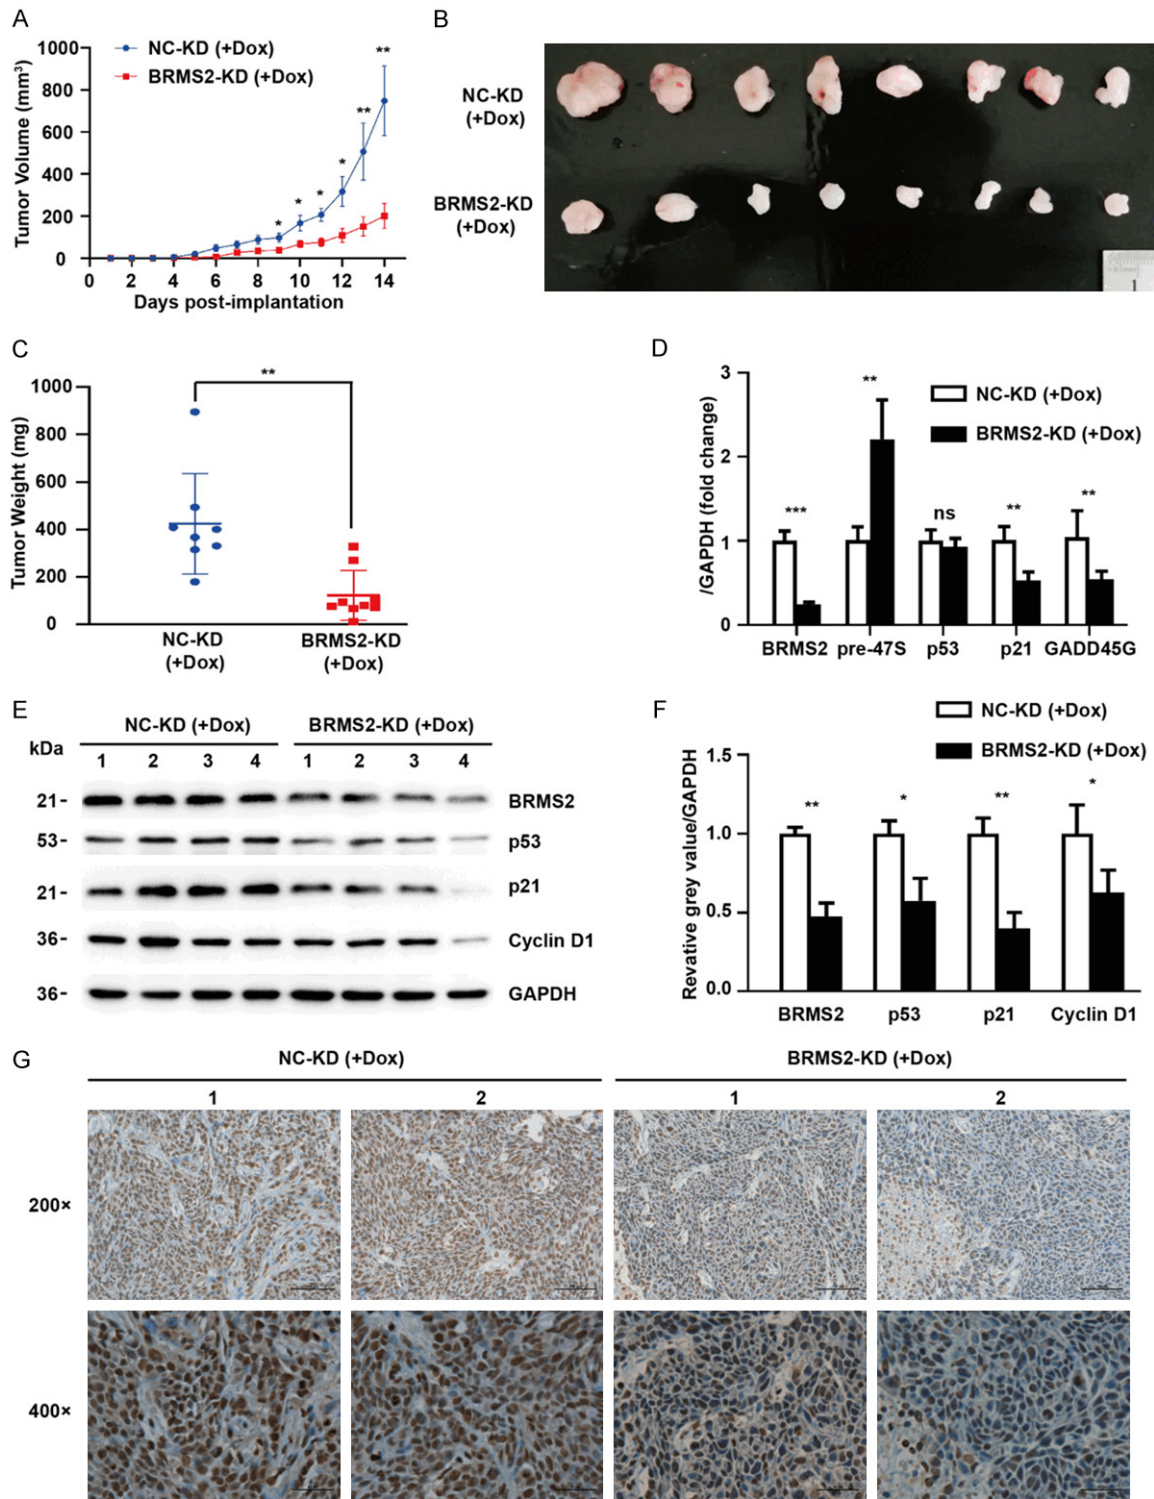 A
1000
800
600
400
200
0
Tumor Volume (mm³)
NC-KD (+Dox)
BRMS2-KD (+Dox)
* * * * ** **
0 2 4 6 8 10 12 14
Days post-implantation
B
NC-KD
(+Dox)
BRMS2-KD
(+Dox)
1
C
**
1000
800
600
400
200
0
Tumor Weight (mg)
NC-KD
(+Dox)
BRMS2-KD
(+Dox)
D
3
2
1
0
/GAPDH (fold change)
NC-KD (+Dox)
BRMS2-KD (+Dox)
*** ** ns ** **
BRMS2 pre-47S p53 p21 GADD45G
E
NC-KD (+Dox) BRMS2-KD (+Dox)
kDa
1 2 3 4 1 2 3 4
21- BRMS2
53- p53
21- p21
36- Cyclin D1
36- GAPDH
F
NC-KD (+Dox)
BRMS2-KD (+Dox)
1.5
1.0
0.5
0.0
Revative grey value/GAPDH
** * ** *
BRMS2 p53 p21 Cyclin D1
G
NC-KD (+Dox) BRMS2-KD (+Dox)
1 2 1 2
200×
400×